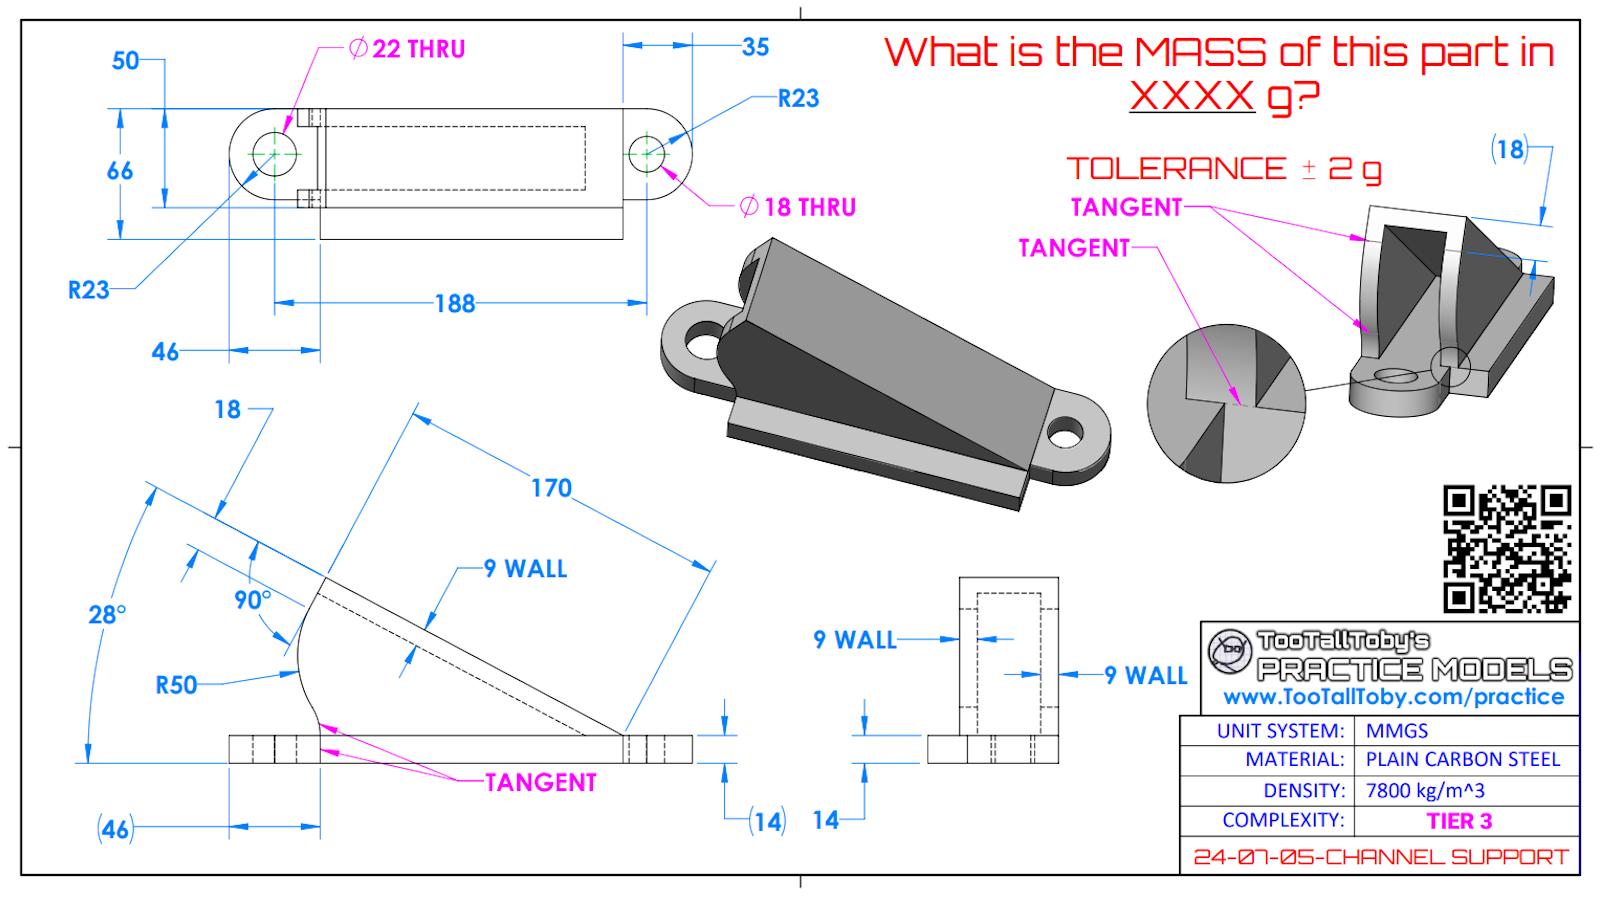 What is the MASS of this part in
XXXX g?
TOLERANCE ± 2 g
50
∅ 22 THRU
35
R23
66
∅ 18 THRU
R23
188
46
TANGENT
TANGENT
(18)
18
170
9 WALL
90°
28°
R50
TANGENT
(46)
(14)
14
9 WALL
9 WALL
TooTallToby's
PRACTICE MODELS
www.TooTallToby.com/practice
UNIT SYSTEM: MMGS
MATERIAL: PLAIN CARBON STEEL
DENSITY: 7800 kg/m^3
COMPLEXITY: TIER 3
24-07-05-CHANNEL SUPPORT